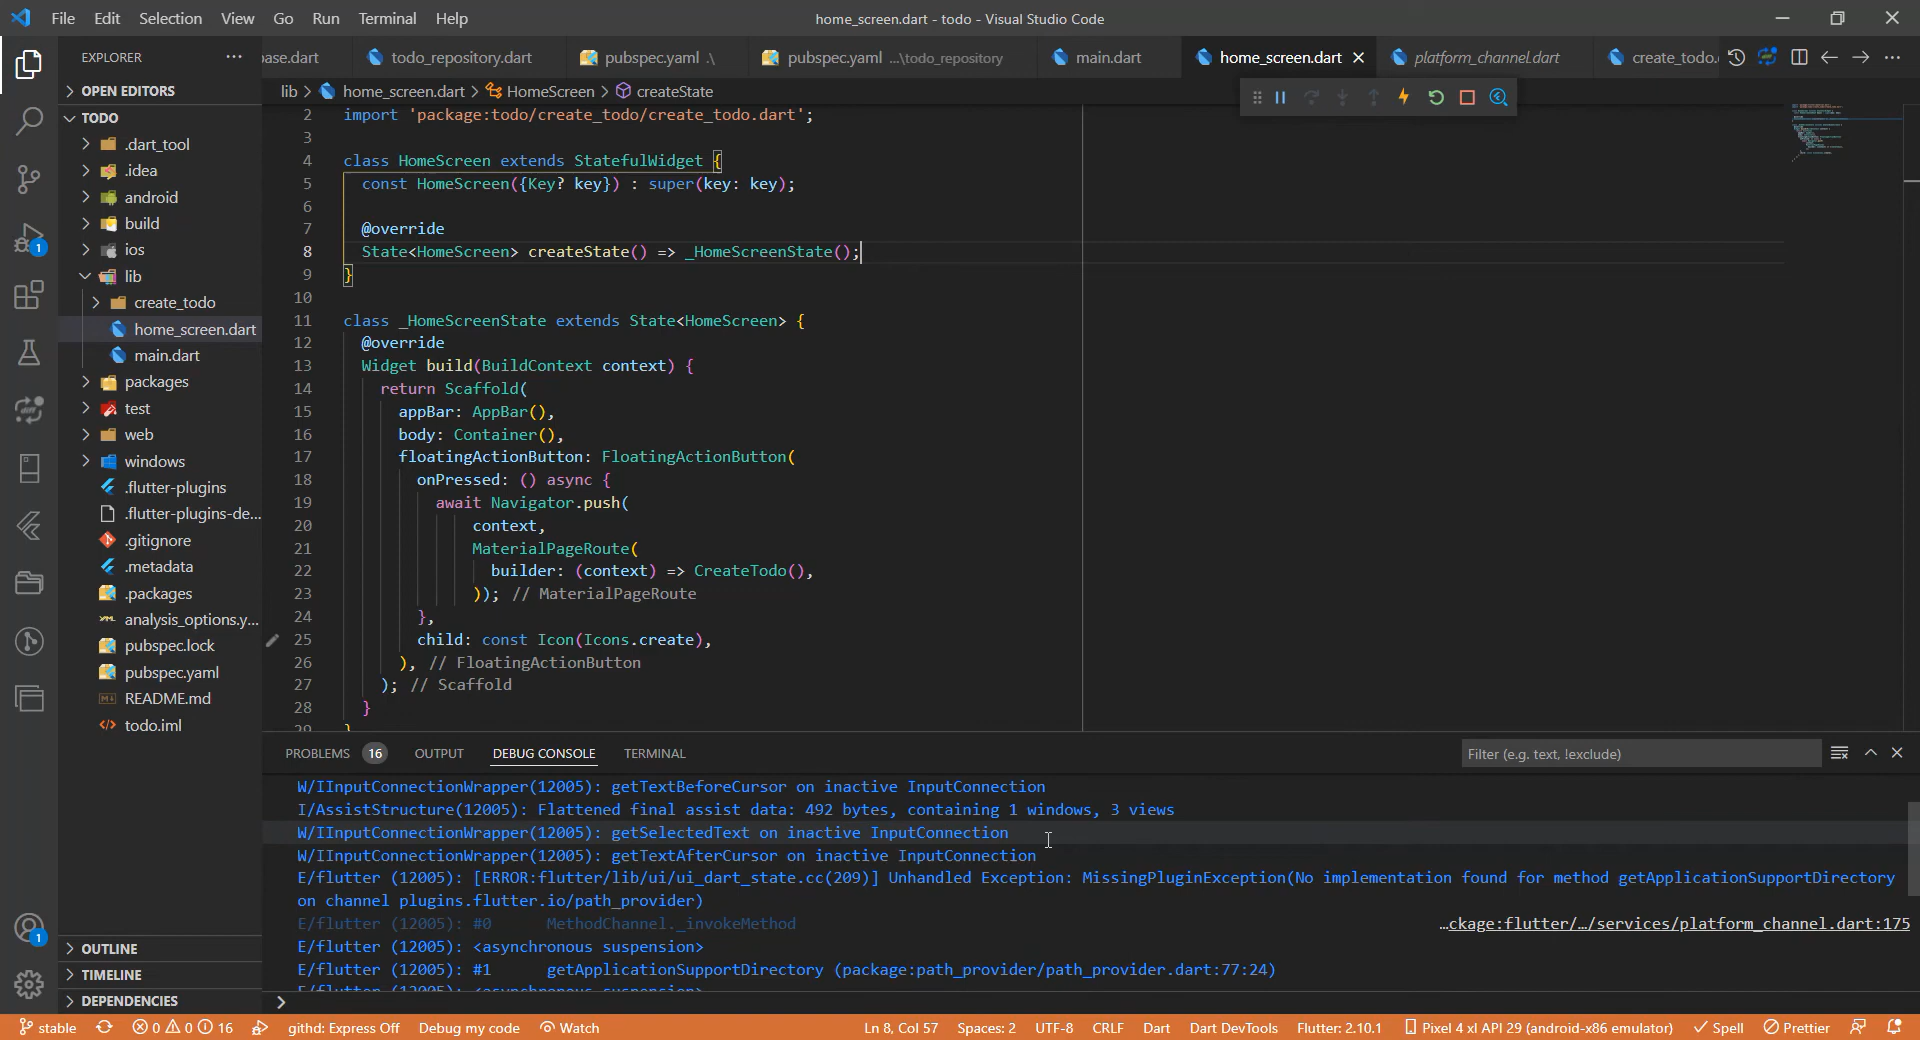 File Edit Selection View Go Run Terminal Help
home_screen.dart - todo - Visual Studio Code
EXPLORER
OPEN EDITORS
TODO
.dart_tool
.idea
android
build
ios
lib
create_todo
home_screen.dart
main.dart
packages
test
web
windows
.flutter-plugins
.flutter-plugins-de...
.gitignore
.metadata
.packages
analysis_options.y...
pubspec.lock
pubspec.yaml
README.md
todo.iml
OUTLINE
TIMELINE
DEPENDENCIES
1
1
base.dart todo_repository.dart pubspec.yaml .\ pubspec.yaml ...\todo_repository main.dart home_screen.dart platform_channel.dart create_todo.
lib > home_screen.dart > HomeScreen > createState
2 import 'package:todo/create_todo/create_todo.dart';
3
4 class HomeScreen extends StatefulWidget {
5 const HomeScreen({Key? key}) : super(key: key);
6
7 @override
8 State<HomeScreen> createState() => _HomeScreenState();
9 }
10
11 class _HomeScreenState extends State<HomeScreen> {
12 @override
13 Widget build(BuildContext context) {
14 return Scaffold(
15 appBar: AppBar(),
16 body: Container(),
17 floatingActionButton: FloatingActionButton(
18 onPressed: () async {
19 await Navigator.push(
20 context,
21 MaterialPageRoute(
22 builder: (context) => CreateTodo(),
23 )); // MaterialPageRoute
24 },
25 child: const Icon(Icons.create),
26 ), // FloatingActionButton
27 ); // Scaffold
28 }
29 }
PROBLEMS 16 OUTPUT DEBUG CONSOLE TERMINAL Filter (e.g. text, !exclude)
W/IInputConnectionWrapper(12005): getTextBeforeCursor on inactive InputConnection
I/AssistStructure(12005): Flattened final assist data: 492 bytes, containing 1 windows, 3 views
W/IInputConnectionWrapper(12005): getSelectedText on inactive InputConnection
W/IInputConnectionWrapper(12005): getTextAfterCursor on inactive InputConnection
E/flutter (12005): [ERROR:flutter/lib/ui/ui_dart_state.cc(209)] Unhandled Exception: MissingPluginException(No implementation found for method getApplicationSupportDirectory
on channel plugins.flutter.io/path_provider)
E/flutter (12005): #0 MethodChannel._invokeMethod …ckage:flutter/…/services/platform_channel.dart:175
E/flutter (12005): <asynchronous suspension>
E/flutter (12005): #1 getApplicationSupportDirectory (package:path_provider/path_provider.dart:77:24)
E/flutter (12005): <asynchronous suspension>
stable 0 0 16 githd: Express Off Debug my code Watch Ln 8, Col 57 Spaces: 2 UTF-8 CRLF Dart Dart DevTools Flutter: 2.10.1 Pixel 4 xl API 29 (android-x86 emulator) Spell Prettier